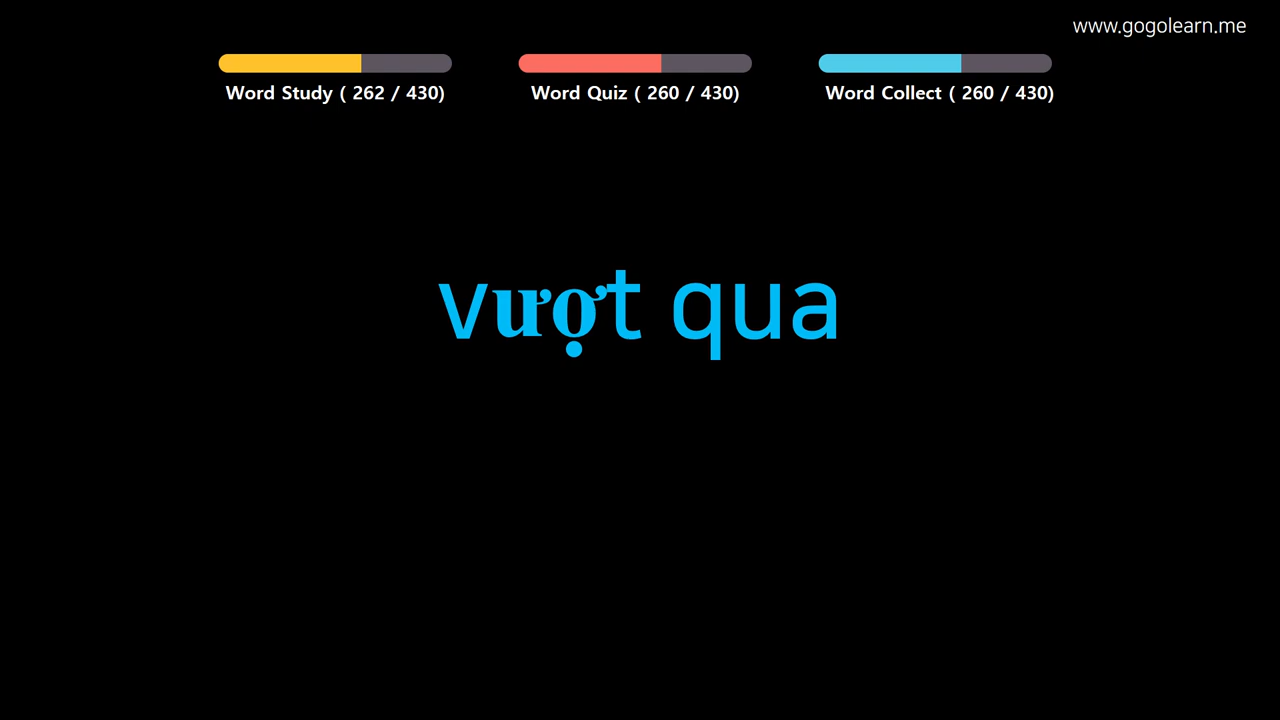 www.gogolearn.me
Word Study ( 262 / 430)
Word Quiz ( 260 / 430)
Word Collect ( 260 / 430)
vượt qua